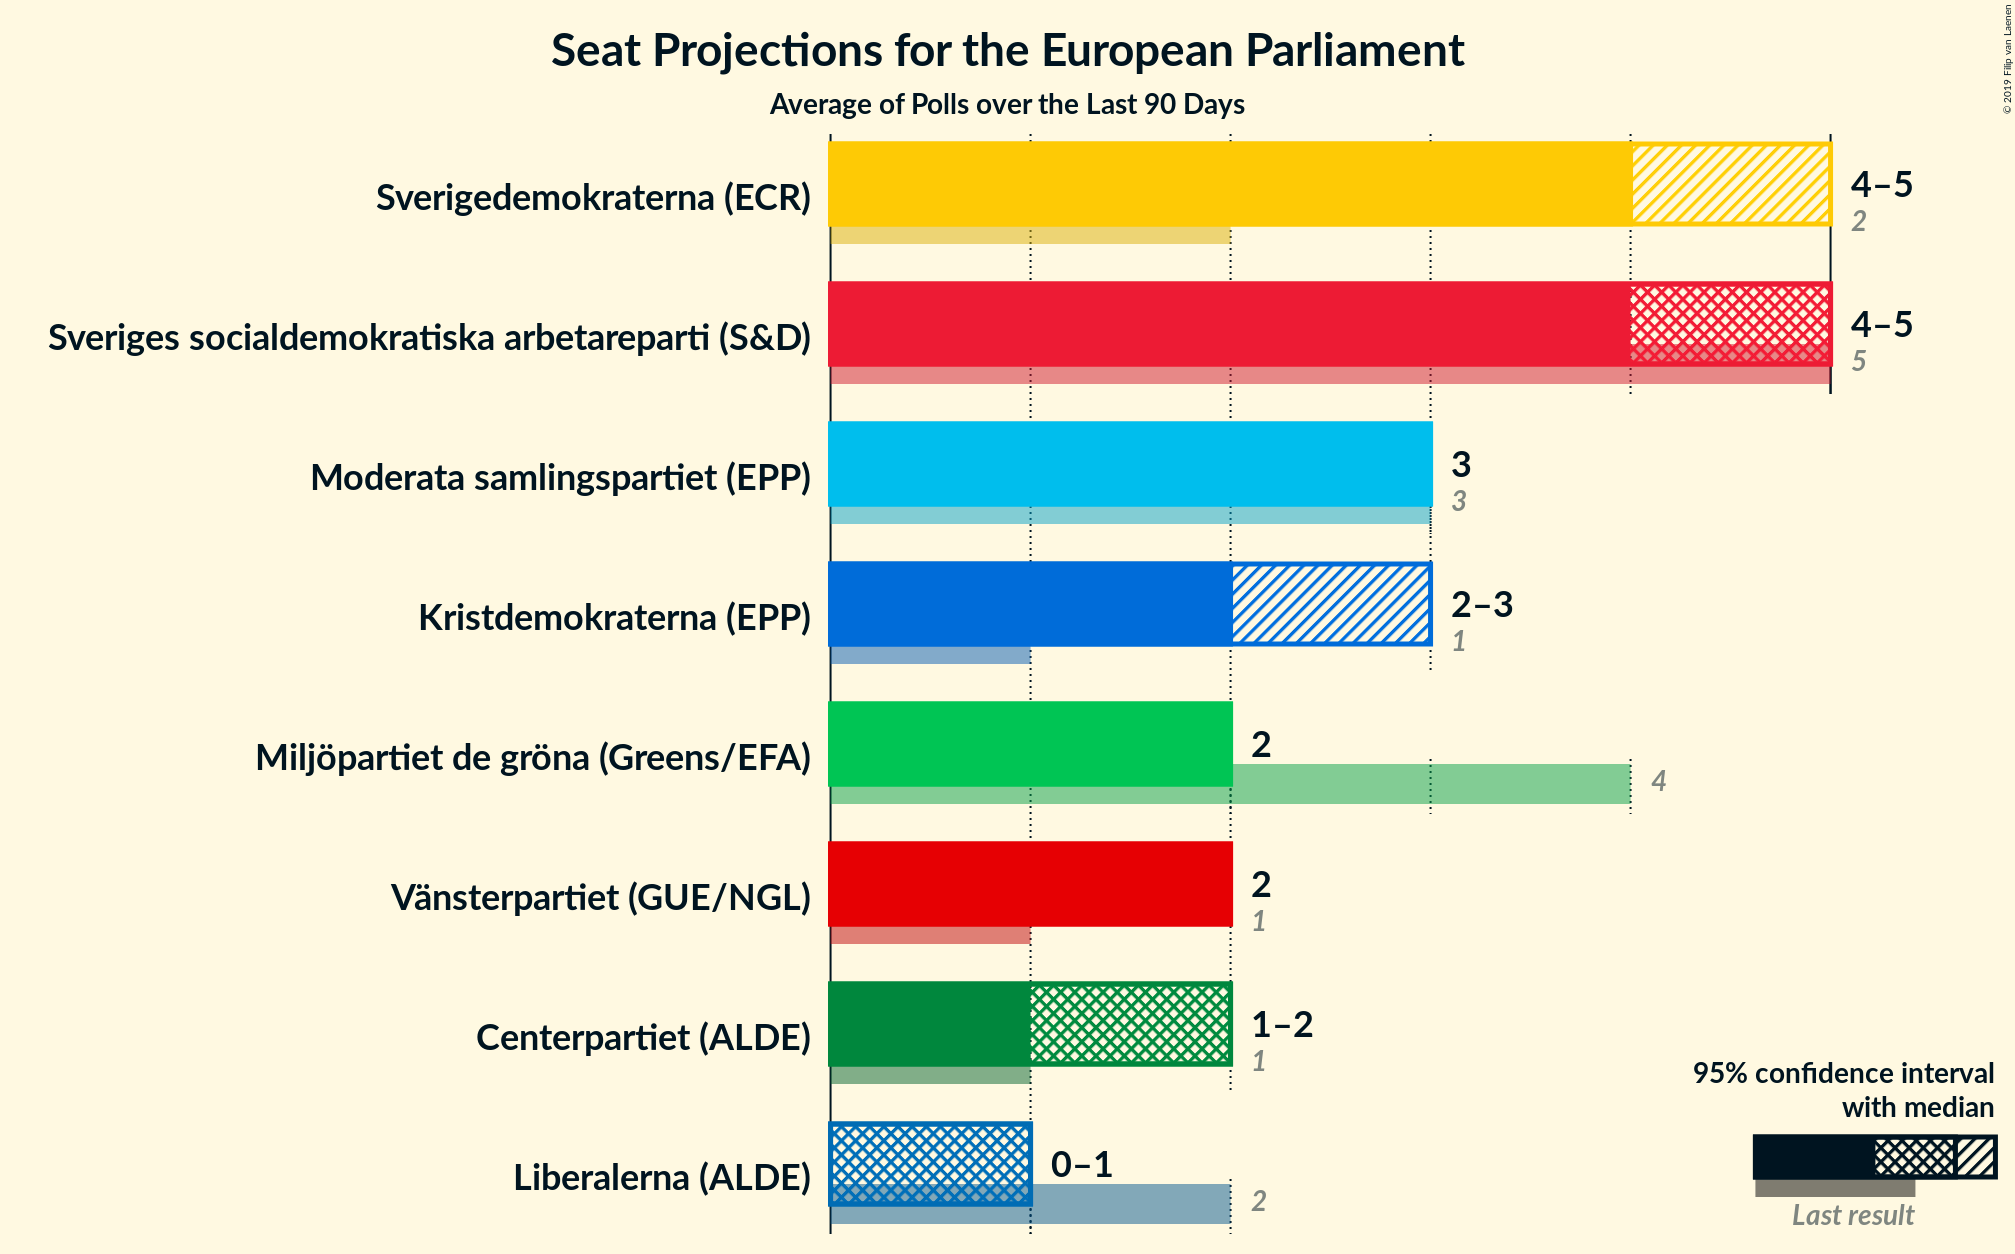 Seat Projections for the European Parliament
Average of Polls over the Last 90 Days
© 2019 Filip van Laenen
Sverigedemokraterna (ECR)
4–5
2
Sveriges socialdemokratiska arbetareparti (S&D)
4–5
5
Moderata samlingspartiet (EPP)
3
3
Kristdemokraterna (EPP)
2–3
1
Miljöpartiet de gröna (Greens/EFA)
2
4
Vänsterpartiet (GUE/NGL)
2
1
Centerpartiet (ALDE)
1–2
1
Liberalerna (ALDE)
0–1
2
95% confidence interval
with median
Last result